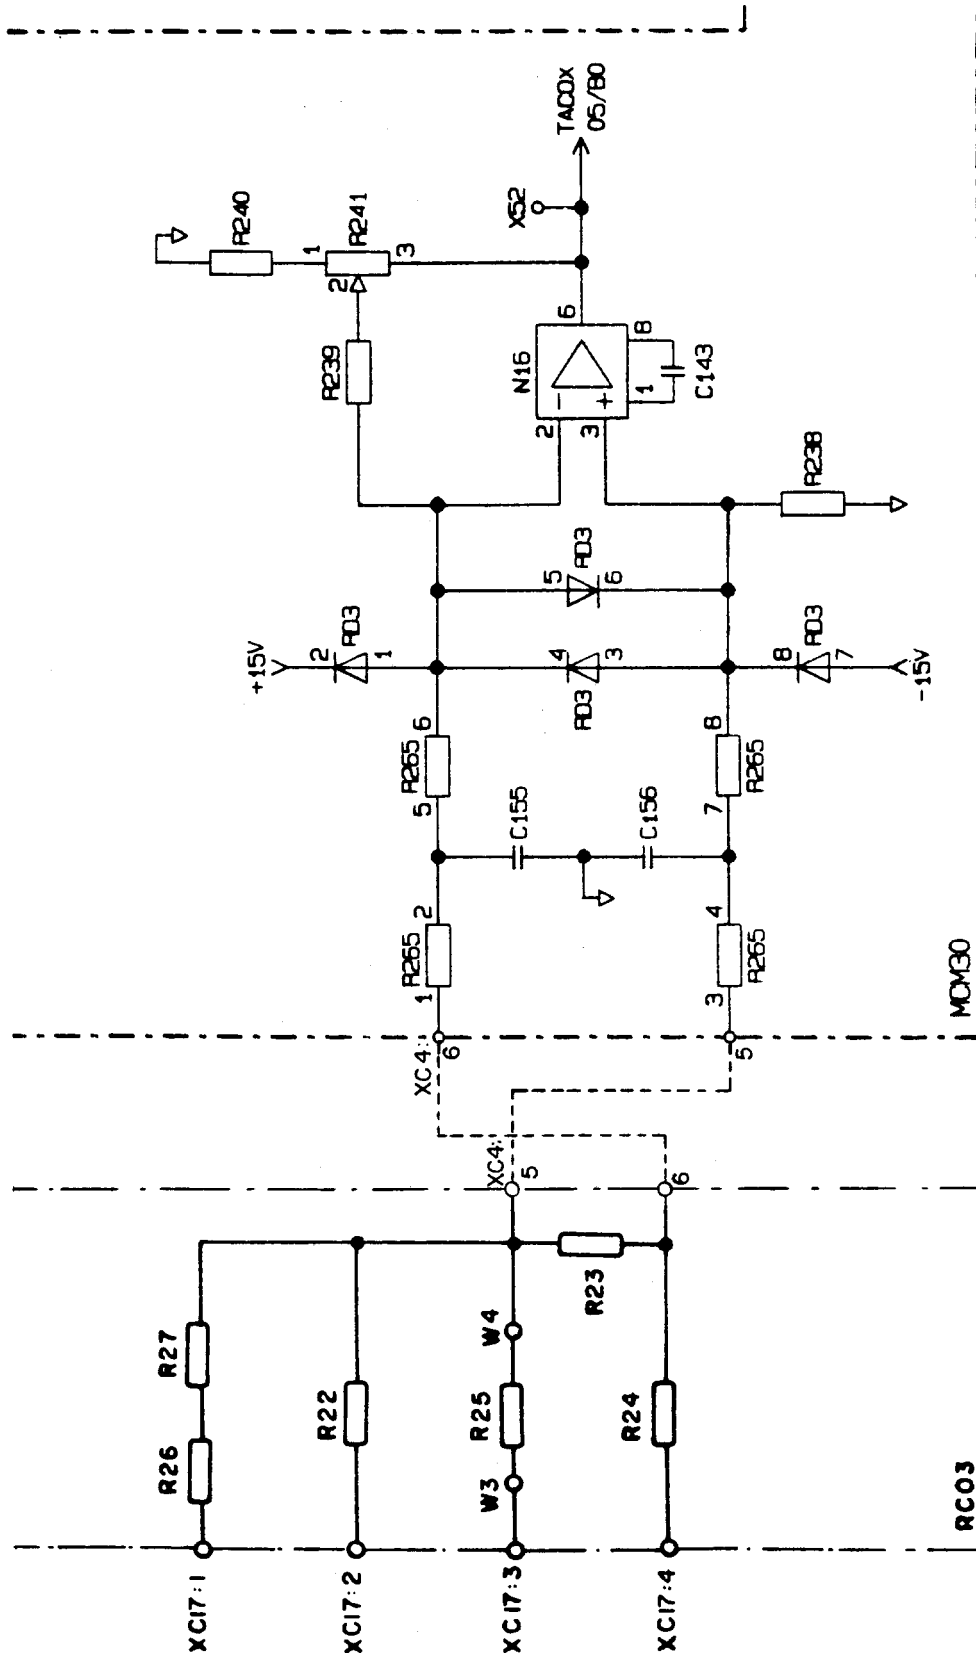 XC17:1
R26
R27
XC17:2
R22
XC17:3
W3
R25
W4
XC17:4
R24
R23
RC03
XC4:
5
6
XC4:
6
5
MCM30
1
R265
2
3
R265
4
C155
C156
5
R265
6
7
R265
8
+15V
2
RD3
1
4
RD3
3
5
RD3
6
8
RD3
7
-15V
R238
R239
R240
1
R241
2
3
N16
2
-
3
+
6
1
8
C143
X52
TACOX
05/B0